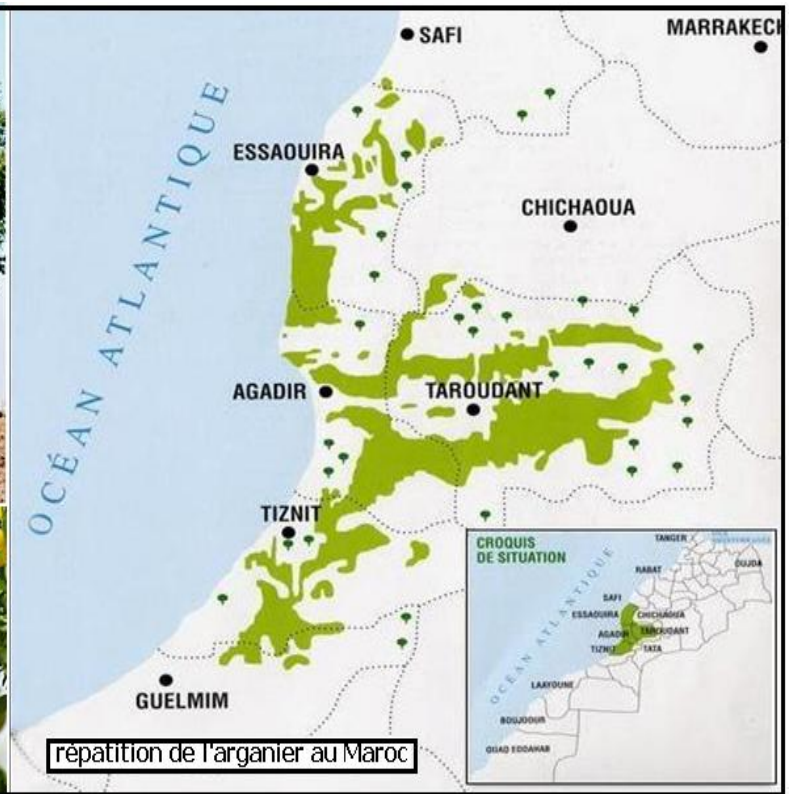 SAFI
MARRAKECH
ESSAOUIRA
CHICHAOUA
OCÉAN ATLANTIQUE
AGADIR
TAROUDANT
TIZNIT
GUELMIM
répatition de l'arganier au Maroc
CROQUIS
DE SITUATION
TANGER
OUJDA
RABAT
SAFI
ESSAOUIRA
CHICHAOUA
OCÉAN ATLANTIQUE
AGADIR
TAROUDANT
TIZNIT
TATA
LAAYOUNE
BOUJDOUR
OUAD EDDAHAB